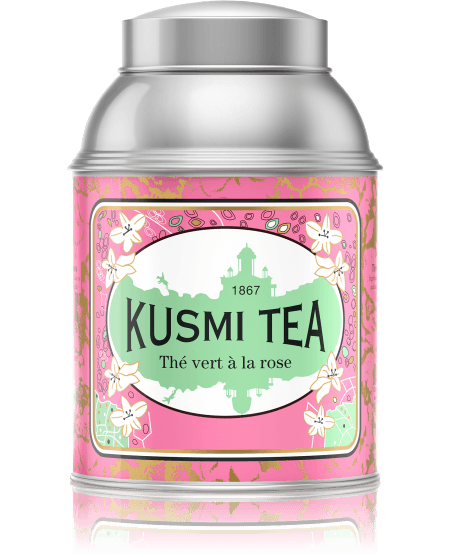 1867
KUSMI TEA
Thé vert à la rose